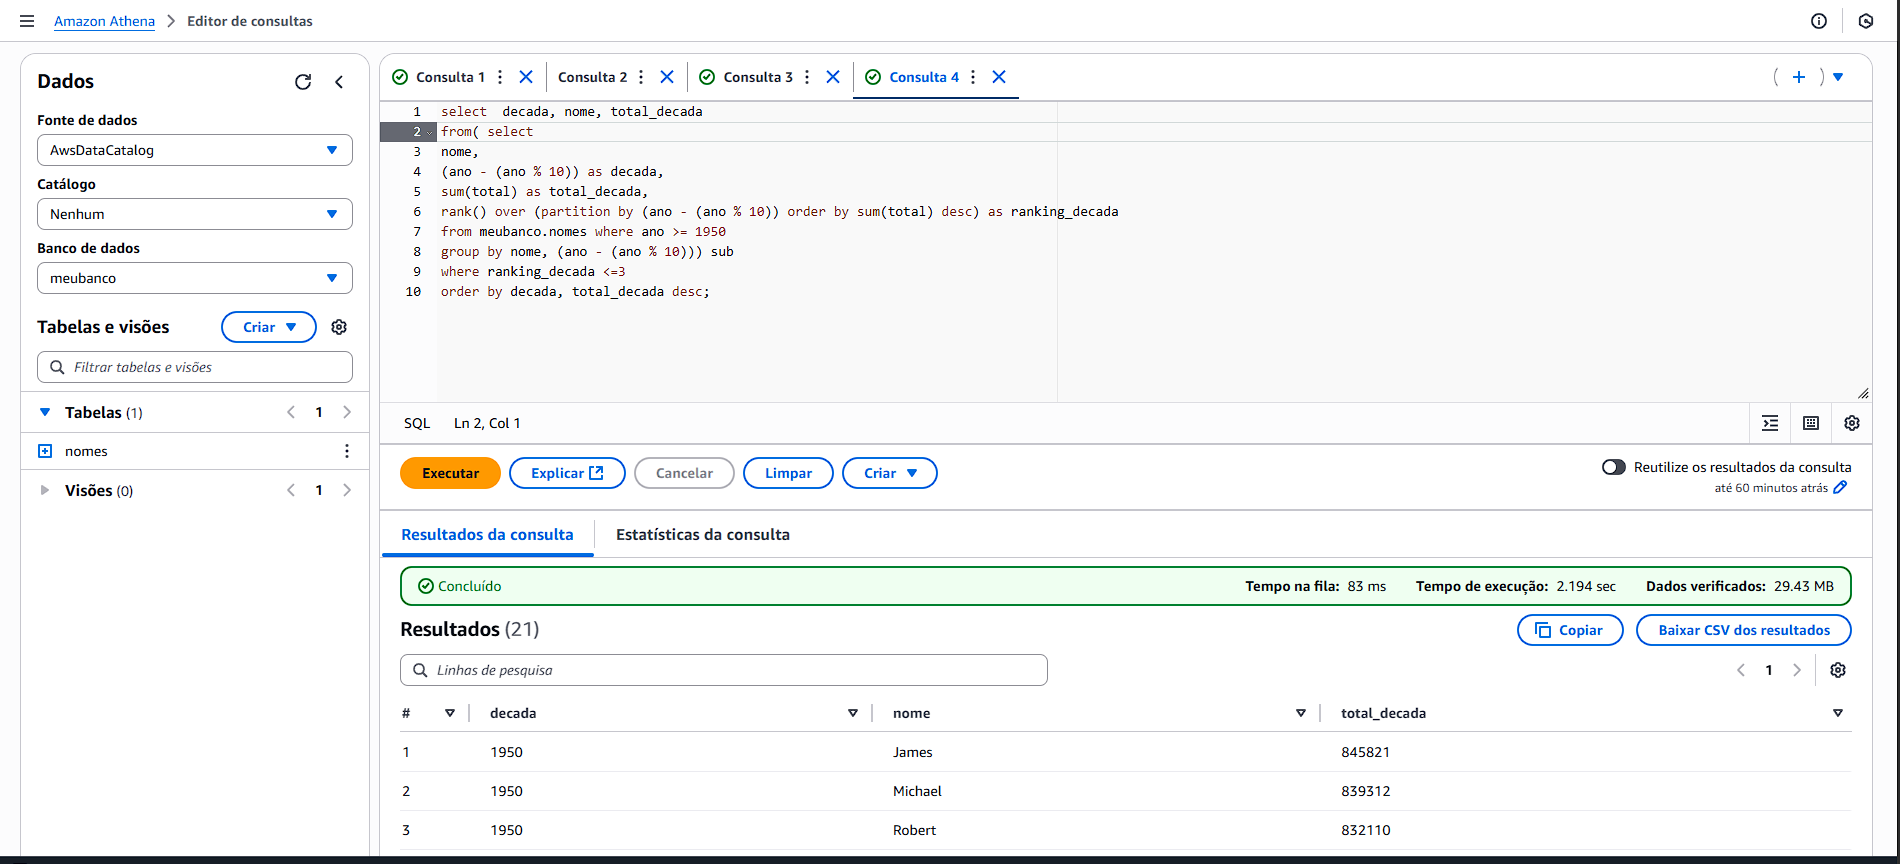 Amazon Athena > Editor de consultas
Dados
Fonte de dados
AwsDataCatalog
Catálogo
Nenhum
Banco de dados
meubanco
Tabelas e visões
Criar
Filtrar tabelas e visões
Tabelas (1)
1
nomes
Visões (0)
1
Consulta 1 Consulta 2 Consulta 3 Consulta 4
1 select  decada, nome, total_decada
2 from( select
3 nome,
4 (ano - (ano % 10)) as decada,
5 sum(total) as total_decada,
6 rank() over (partition by (ano - (ano % 10)) order by sum(total) desc) as ranking_decada
7 from meubanco.nomes where ano >= 1950
8 group by nome, (ano - (ano % 10))) sub
9 where ranking_decada <=3
10 order by decada, total_decada desc;
SQL Ln 2, Col 1
Executar Explicar Cancelar Limpar Criar
Reutilize os resultados da consulta
até 60 minutos atrás
Resultados da consulta Estatísticas da consulta
Concluído Tempo na fila: 83 ms Tempo de execução: 2.194 sec Dados verificados: 29.43 MB
Resultados (21)
Copiar Baixar CSV dos resultados
Linhas de pesquisa
1
# decada nome total_decada
1 1950 James 845821
2 1950 Michael 839312
3 1950 Robert 832110